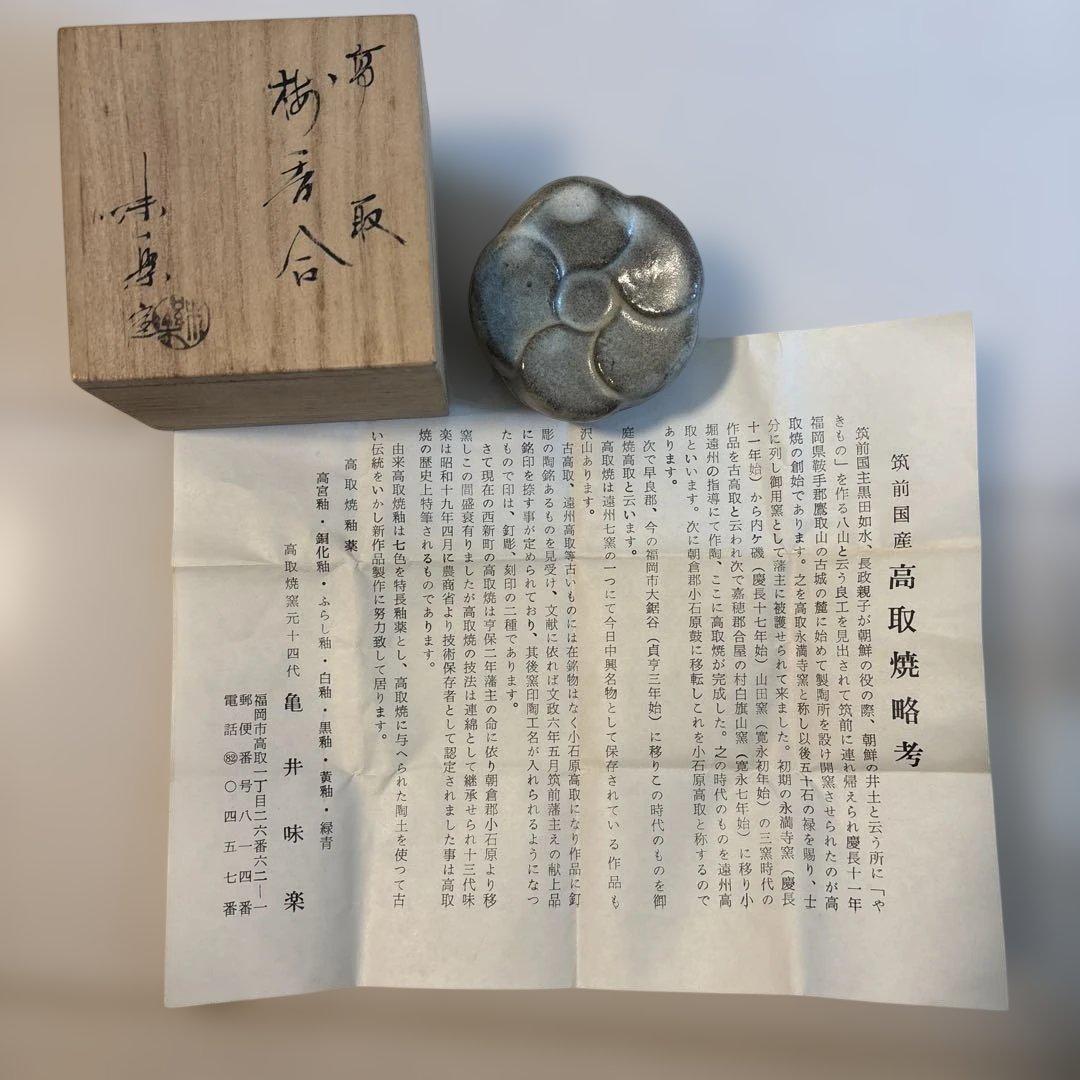 高取
梅香合
味楽窯
筑前国産 高取焼略考
筑前国主黒田如水、長政親子が朝鮮の役の際、朝鮮の井土と云う所に「や
きもの」を作る八山と云う良工を見出されて筑前に連れ帰えられ慶長十一年
福岡県鞍手郡鷹取山の古城の麓に始めて製陶所を設け開窯させられたのが高
取焼の創始であります。之を高取永満寺窯と称し以後五十石の禄を賜り、士
分に列し御用窯として藩主に被護せられて来ました。初期の永満寺窯（慶長
十一年始）から内ケ磯（慶長十七年始）山田窯（寛永初年始）の三窯時代の
作品を古高取と云われ次で嘉穂郡合屋の村白旗山窯（寛永七年始）に移り小
堀遠州の指導にて作陶、ここに高取焼が完成した。之の時代のものを遠州高
取といいます。次に朝倉郡小石原鼓に移転しこれを小石原高取と称するので
あります。
次で早良郡、今の福岡市大鋸谷（貞亨三年始）に移りこの時代のものを御
庭焼高取と云います。
高取焼は遠州七窯の一つにて今日中興名物として保存されている作品も
沢山あります。
古高取、遠州高取等古いものには在銘物はなく小石原高取になり作品に釘
彫の陶銘あるものを見受け、文献に依れば文政六年五月筑前藩主えの献上品
に銘印を捺す事が定められており、其後窯印陶工名が入れられるようになっ
たもので印は、釘彫、刻印の二種であります。
さて現在の西新町の高取焼は亨保二年藩主の命に依り朝倉郡小石原より移
窯しこの間盛衰有りましたが高取焼の技法は連綿として継承せられ十三代味
楽は昭和十九年四月に農商省より技術保存者として認定されました事は高取
焼の歴史上特筆されるものであります。
由来高取焼釉は七色を特長釉薬とし、高取焼に与へられた陶土を使つて古
い伝統をいかし新作品製作に努力致して居ります。
高取焼釉薬
高宮釉・銅化釉・ふらし釉・白釉・黒釉・黄釉・緑青
高取焼窯元十四代 亀井味楽
福岡市高取一丁目二六番六二―一
郵便番号八一四番
電話㉒〇四五七番